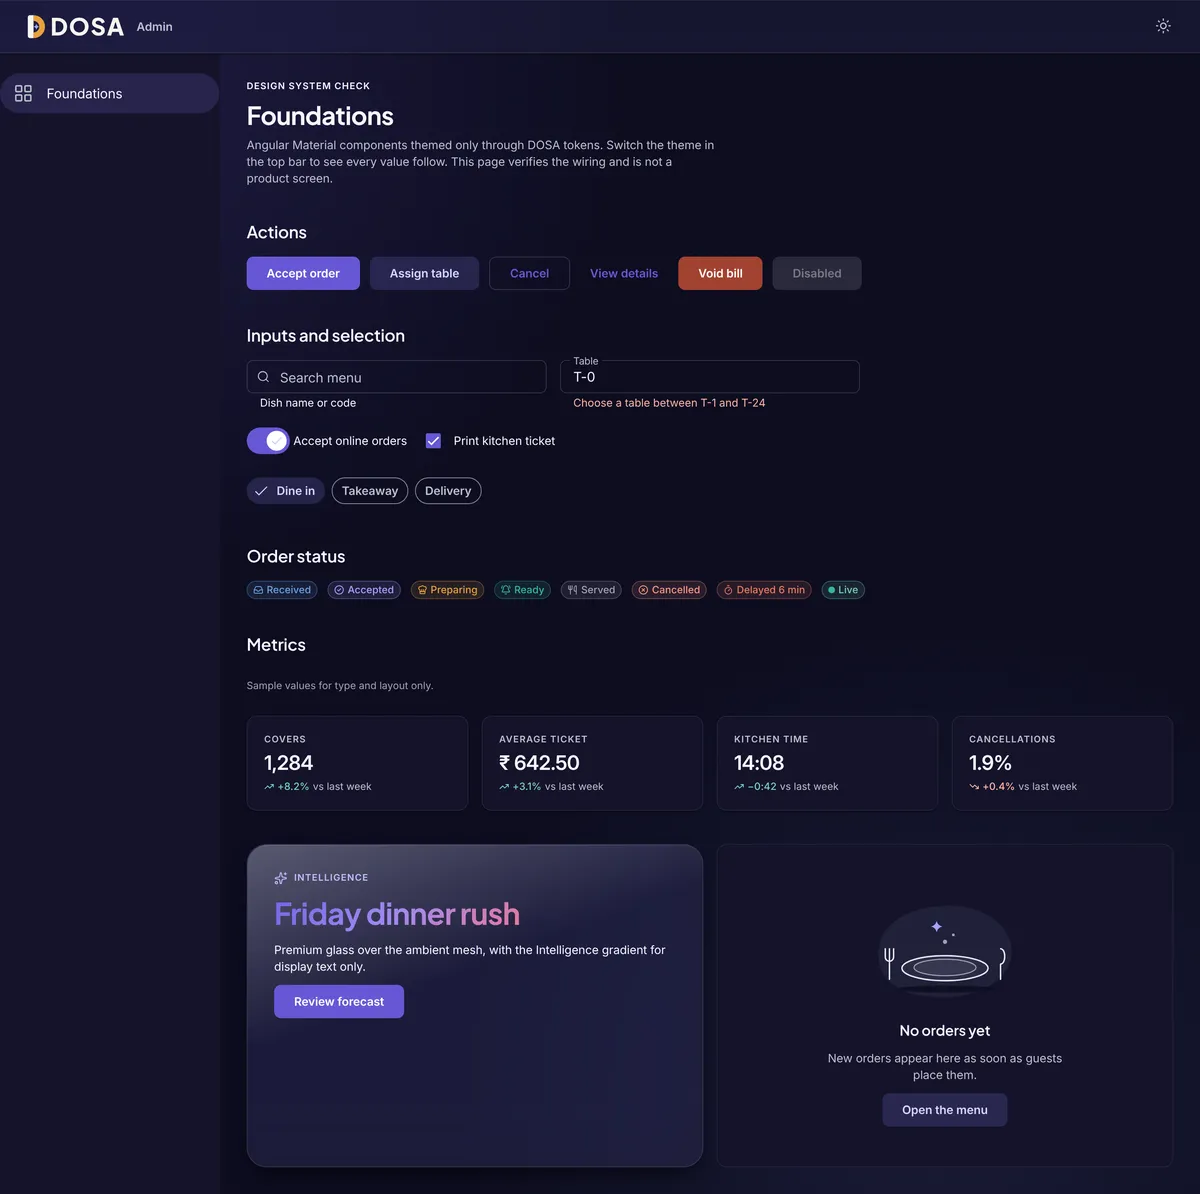 DOSA Admin
Foundations
DESIGN SYSTEM CHECK
Foundations
Angular Material components themed only through DOSA tokens. Switch the theme in
the top bar to see every value follow. This page verifies the wiring and is not a
product screen.
Actions
Accept order Assign table Cancel View details Void bill Disabled
Inputs and selection
Search menu
Dish name or code
Table
T-0
Choose a table between T-1 and T-24
Accept online orders Print kitchen ticket
Dine in Takeaway Delivery
Order status
Received Accepted Preparing Ready Served Cancelled Delayed 6 min Live
Metrics
Sample values for type and layout only.
COVERS
1,284
+8.2% vs last week
AVERAGE TICKET
₹ 642.50
+3.1% vs last week
KITCHEN TIME
14:08
−0:42 vs last week
CANCELLATIONS
1.9%
+0.4% vs last week
INTELLIGENCE
Friday dinner rush
Premium glass over the ambient mesh, with the Intelligence gradient for
display text only.
Review forecast
No orders yet
New orders appear here as soon as guests
place them.
Open the menu